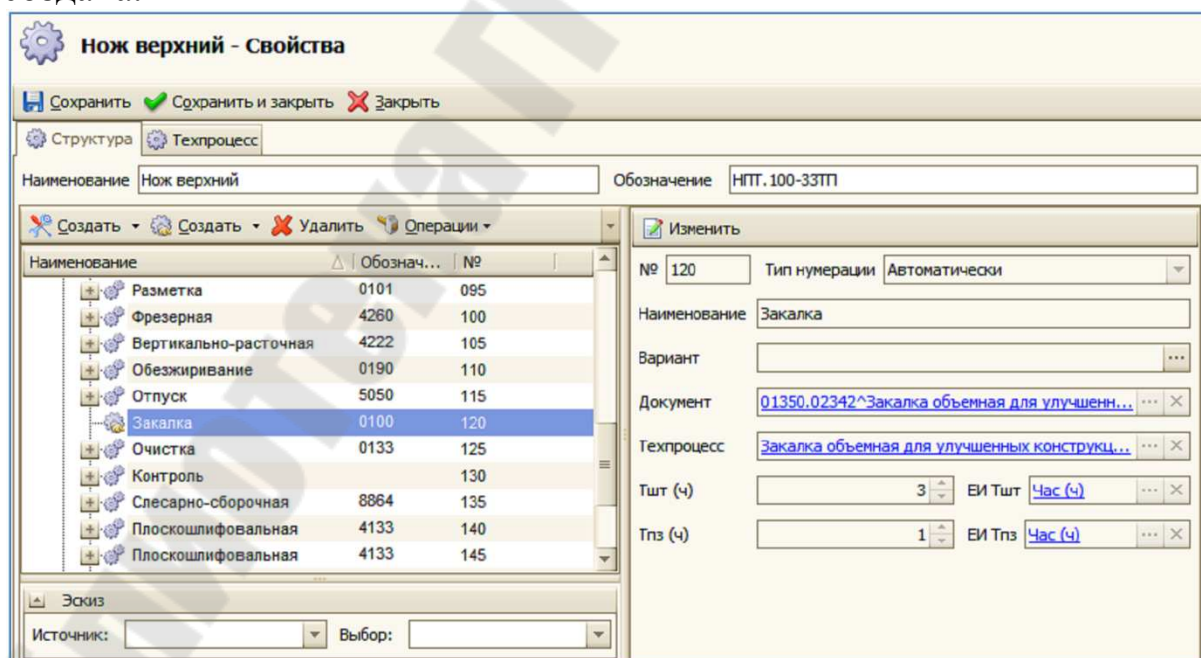 Нож верхний - Свойства
Сохранить Сохранить и закрыть Закрыть
Структура Техпроцесс
Наименование Нож верхний Обозначение НПТ.100-33ТП
Создать Создать Удалить Операции Изменить
Наименование Обознач... №
Разметка 0101 095
Фрезерная 4260 100
Вертикально-расточная 4222 105
Обезжиривание 0190 110
Отпуск 5050 115
Закалка 0100 120
Очистка 0133 125
Контроль 130
Слесарно-сборочная 8864 135
Плоскошлифовальная 4133 140
Плоскошлифовальная 4133 145
Эскиз
Источник: Выбор:
№ 120 Тип нумерации Автоматически
Наименование Закалка
Вариант ...
Документ 01350.02342^Закалка объемная для улучшенн... ...
Техпроцесс Закалка объемная для улучшенных конструкц... ...
Тшт (ч) 3 ЕИ Тшт Час (ч) ...
Тпз (ч) 1 ЕИ Тпз Час (ч) ...